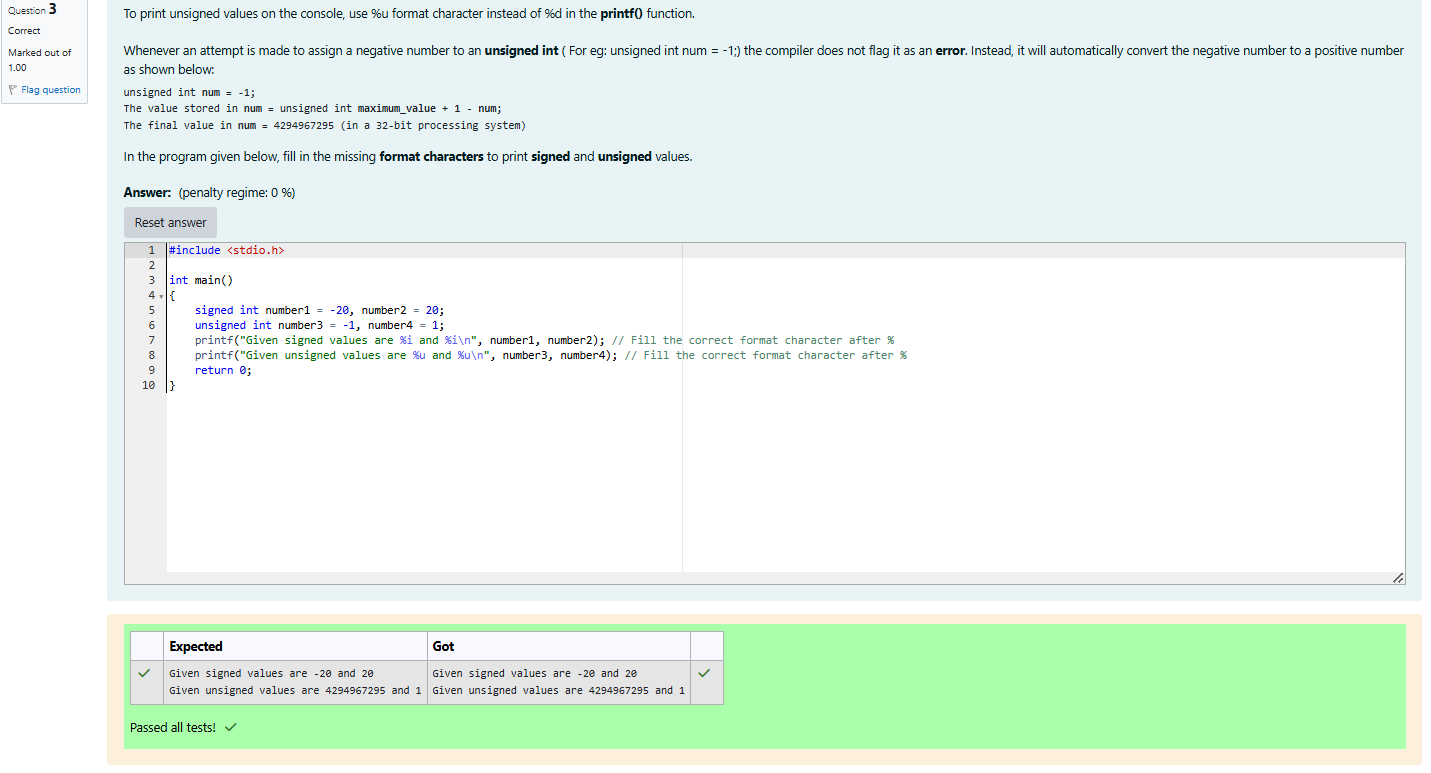 Question 3
Correct
Marked out of
1.00
Flag question
To print unsigned values on the console, use %u format character instead of %d in the printf() function.
Whenever an attempt is made to assign a negative number to an unsigned int ( For eg: unsigned int num = -1;) the compiler does not flag it as an error. Instead, it will automatically convert the negative number to a positive number
as shown below:
unsigned int num = -1;
The value stored in num = unsigned int maximum_value + 1 - num;
The final value in num = 4294967295 (in a 32-bit processing system)
In the program given below, fill in the missing format characters to print signed and unsigned values.
Answer: (penalty regime: 0 %)
Reset answer
1 #include <stdio.h>
2
3 int main()
4 {
5 signed int number1 = -20, number2 = 20;
6 unsigned int number3 = -1, number4 = 1;
7 printf("Given signed values are %i and %i\n", number1, number2); // Fill the correct format character after %
8 printf("Given unsigned values are %u and %u\n", number3, number4); // Fill the correct format character after %
9 return 0;
10 }
Expected Got
Given signed values are -20 and 20 Given signed values are -20 and 20
Given unsigned values are 4294967295 and 1 Given unsigned values are 4294967295 and 1
Passed all tests!